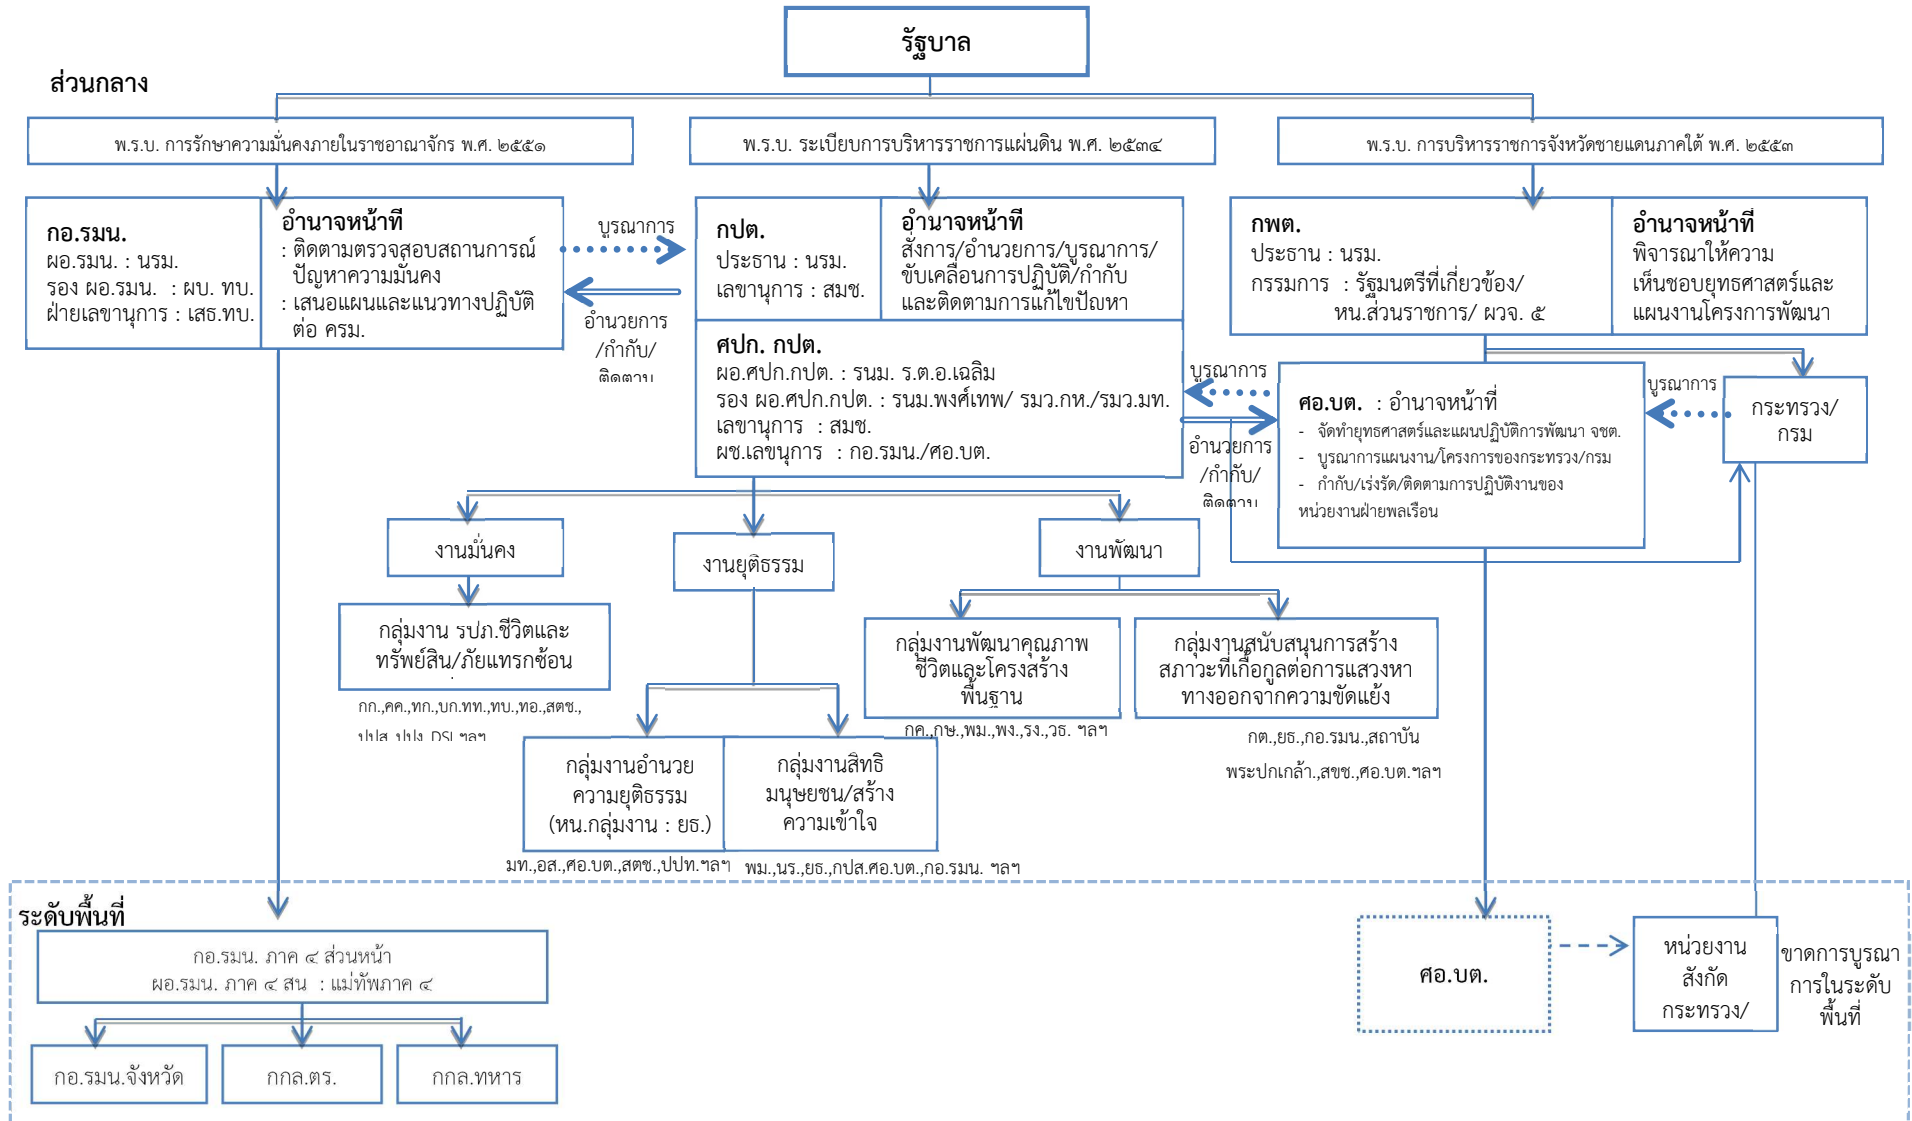 รัฐบาล
ส่วนกลาง
พ.ร.บ. การรักษาความมั่นคงภายในราชอาณาจักร พ.ศ. ๒๕๕๑
พ.ร.บ. ระเบียบการบริหารราชการแผ่นดิน พ.ศ. ๒๕๓๔
พ.ร.บ. การบริหารราชการจังหวัดชายแดนภาคใต้ พ.ศ. ๒๕๕๓
กอ.รมน.
ผอ.รมน. : นรม.
รอง ผอ.รมน. : ผบ. ทบ.
ฝ่ายเลขานุการ : เสธ.ทบ.
อำนาจหน้าที่
: ติดตามตรวจสอบสถานการณ์
ปัญหาความมั่นคง
: เสนอแผนและแนวทางปฏิบัติ
ต่อ ครม.
บูรณาการ
อำนวยการ
/กำกับ/
ติดตาม
กปต.
ประธาน : นรม.
เลขานุการ : สมช.
อำนาจหน้าที่
สั่งการ/อำนวยการ/บูรณาการ/
ขับเคลื่อนการปฏิบัติ/กำกับ
และติดตามการแก้ไขปัญหา
ศปก. กปต.
ผอ.ศปก.กปต. : รนม. ร.ต.อ.เฉลิม
รอง ผอ.ศปก.กปต. : รนม.พงศ์เทพ/ รมว.กห./รมว.มท.
เลขานุการ : สมช.
ผช.เลขนุการ : กอ.รมน./ศอ.บต.
กพต.
ประธาน : นรม.
กรรมการ : รัฐมนตรีที่เกี่ยวข้อง/
หน.ส่วนราชการ/ ผวจ. ๕
อำนาจหน้าที่
พิจารณาให้ความ
เห็นชอบยุทธศาสตร์และ
แผนงานโครงการพัฒนา
บูรณาการ
อำนวยการ
/กำกับ/
ติดตาม
ศอ.บต. : อำนาจหน้าที่
- จัดทำยุทธศาสตร์และแผนปฏิบัติการพัฒนา จชต.
- บูรณาการแผนงาน/โครงการของกระทรวง/กรม
- กำกับ/เร่งรัด/ติดตามการปฏิบัติงานของ
หน่วยงานฝ่ายพลเรือน
บูรณาการ
กระทรวง/
กรม
งานมั่นคง
งานยุติธรรม
งานพัฒนา
กลุ่มงาน รปภ.ชีวิตและ
ทรัพย์สิน/ภัยแทรกซ้อน
กก.,คค.,ทก.,บก.ทท.,ทบ.,ทอ.,สตช.,
ปปส.,ปปง.,DSI ฯลฯ
กลุ่มงานอำนวย
ความยุติธรรม
(หน.กลุ่มงาน : ยธ.)
มท.,อส.,ศอ.บต.,สตช.,ปปท.ฯลฯ
กลุ่มงานสิทธิ
มนุษยชน/สร้าง
ความเข้าใจ
พม.,นร.,ยธ.,กปส.ศอ.บต.,กอ.รมน. ฯลฯ
กลุ่มงานพัฒนาคุณภาพ
ชีวิตและโครงสร้าง
พื้นฐาน
กค.,กษ.,พม.,พง.,รง.,วธ. ฯลฯ
กลุ่มงานสนับสนุนการสร้าง
สภาวะที่เกื้อกูลต่อการแสวงหา
ทางออกจากความขัดแย้ง
กต.,ยธ.,กอ.รมน.,สถาบัน
พระปกเกล้า.,สขช.,ศอ.บต.ฯลฯ
ระดับพื้นที่
กอ.รมน. ภาค ๔ ส่วนหน้า
ผอ.รมน. ภาค ๔ สน : แม่ทัพภาค ๔
กอ.รมน.จังหวัด
กกล.ตร.
กกล.ทหาร
ศอ.บต.
หน่วยงาน
สังกัด
กระทรวง/
ขาดการบูรณา
การในระดับ
พื้นที่